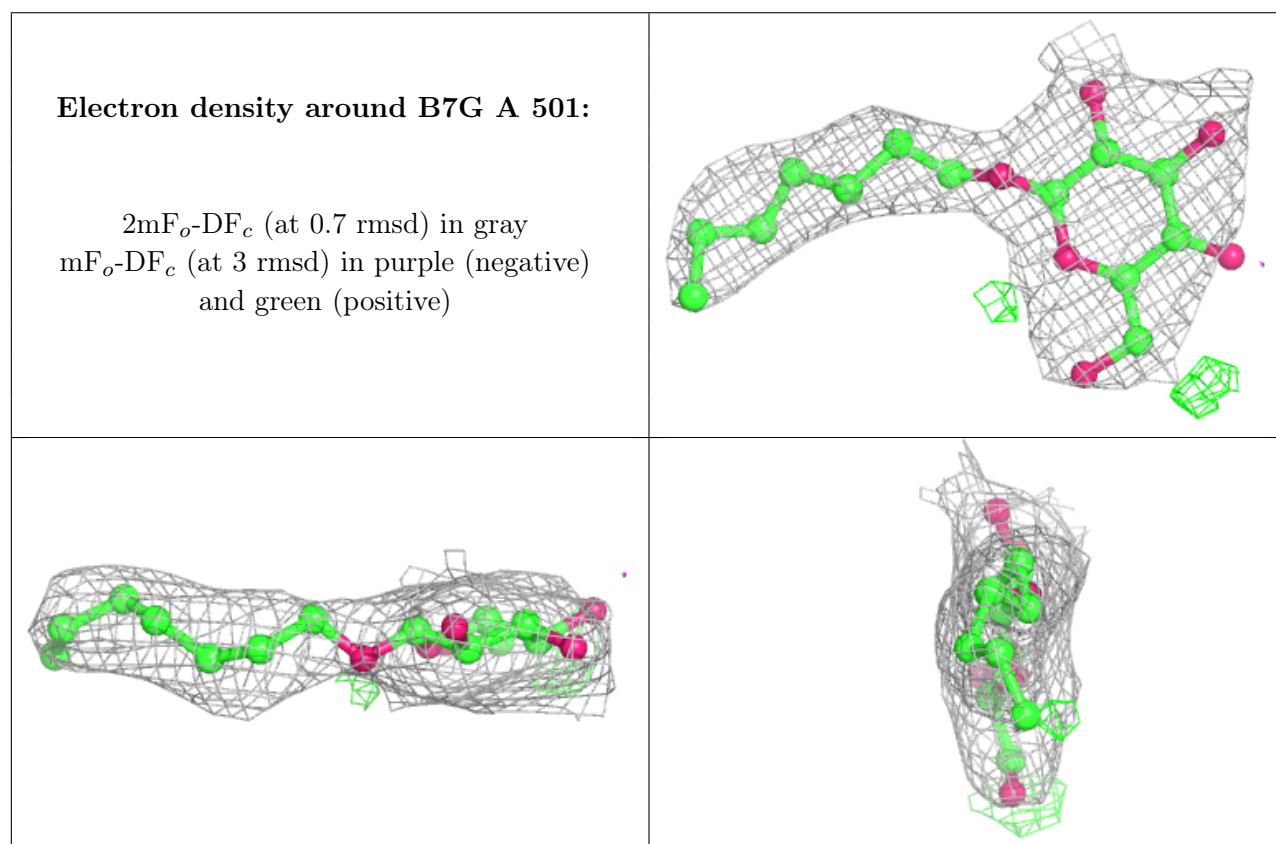 Electron density around B7G A 501:
2mFo-DFc (at 0.7 rmsd) in gray
mFo-DFc (at 3 rmsd) in purple (negative)
and green (positive)